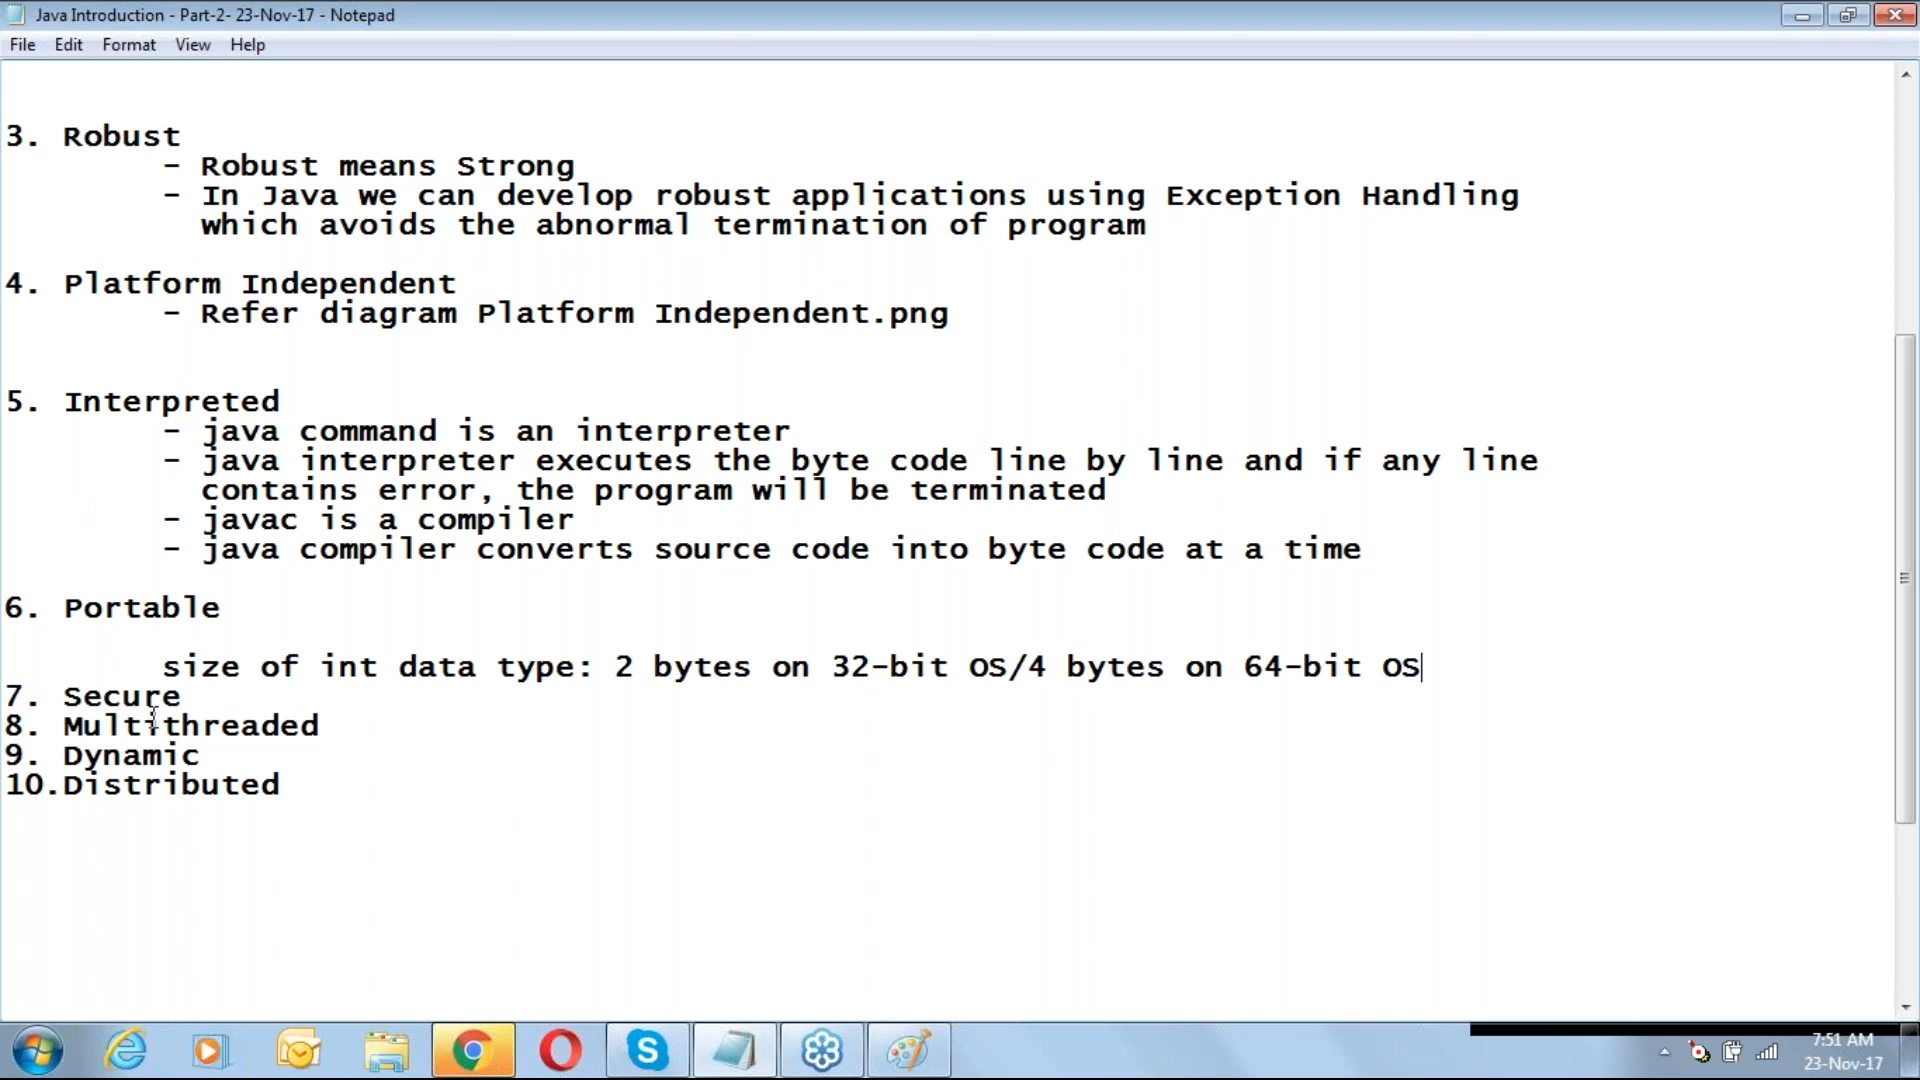 Java Introduction - Part-2- 23-Nov-17 - Notepad
File Edit Format View Help
3. Robust
- Robust means Strong
- In Java we can develop robust applications using Exception Handling
which avoids the abnormal termination of program
4. Platform Independent
- Refer diagram Platform Independent.png
5. Interpreted
- java command is an interpreter
- java interpreter executes the byte code line by line and if any line
contains error, the program will be terminated
- javac is a compiler
- java compiler converts source code into byte code at a time
6. Portable
size of int data type: 2 bytes on 32-bit OS/4 bytes on 64-bit OS
7. Secure
8. Multithreaded
9. Dynamic
10.Distributed
7:51 AM
23-Nov-17